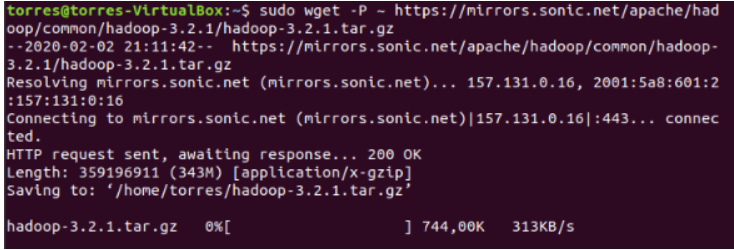 torres@torres-VirtualBox:~$ sudo wget -P ~ https://mirrors.sonic.net/apache/had
oop/common/hadoop-3.2.1/hadoop-3.2.1.tar.gz
--2020-02-02 21:11:42--  https://mirrors.sonic.net/apache/hadoop/common/hadoop-
3.2.1/hadoop-3.2.1.tar.gz
Resolving mirrors.sonic.net (mirrors.sonic.net)... 157.131.0.16, 2001:5a8:601:2
:157:131:0:16
Connecting to mirrors.sonic.net (mirrors.sonic.net)|157.131.0.16|:443... connec
ted.
HTTP request sent, awaiting response... 200 OK
Length: 359196911 (343M) [application/x-gzip]
Saving to: ‘/home/torres/hadoop-3.2.1.tar.gz’
hadoop-3.2.1.tar.gz   0%[                    ] 744,00K   313KB/s